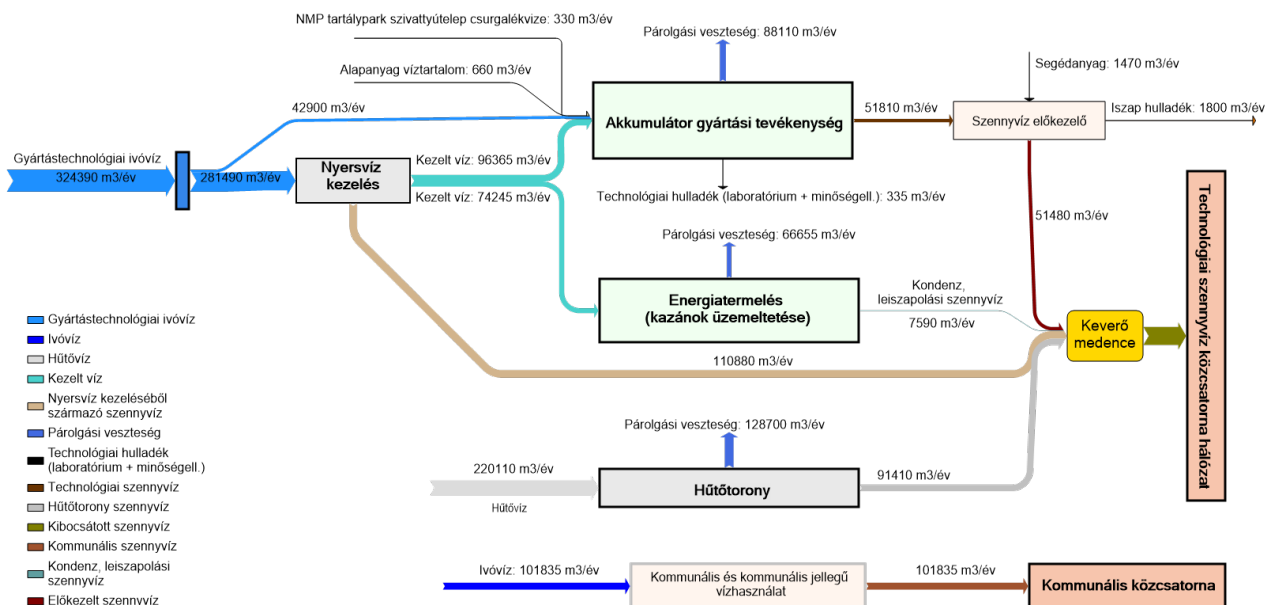 NMP tartálypark szivattyútelep csurgalékvize: 330 m3/év
Párolgási veszteség: 88110 m3/év
Alapanyag víztartalom: 660 m3/év
Segédanyag: 1470 m3/év
42900 m3/év
Akkumulátor gyártási tevékenység
51810 m3/év
Szennyvíz előkezelő
Iszap hulladék: 1800 m3/év
Gyártástechnológiai ivóvíz
324390 m3/év
281490 m3/év
Nyersvíz
kezelés
Kezelt víz: 96365 m3/év
Kezelt víz: 74245 m3/év
Technológiai hulladék (laboratórium + minőségell.): 335 m3/év
51480 m3/év
Párolgási veszteség: 66655 m3/év
Energiatermelés
(kazánok üzemeltetése)
Kondenz,
leiszapolási szennyvíz
7590 m3/év
Keverő
medence
Technológiai szennyvíz közcsatorna hálózat
110880 m3/év
Párolgási veszteség: 128700 m3/év
220110 m3/év
Hűtővíz
Hűtőtorony
91410 m3/év
Ivóvíz: 101835 m3/év
Kommunális és kommunális jellegű
vízhasználat
101835 m3/év
Kommunális közcsatorna
Gyártástechnológiai ivóvíz
Ivóvíz
Hűtővíz
Kezelt víz
Nyersvíz kezeléséből
származó szennyvíz
Párolgási veszteség
Technológiai hulladék
(laboratórium + minőségell.)
Technológiai szennyvíz
Hűtőtorony szennyvíz
Kibocsátott szennyvíz
Kommunális szennyvíz
Kondenz, leiszapolási
szennyvíz
Előkezelt szennyvíz